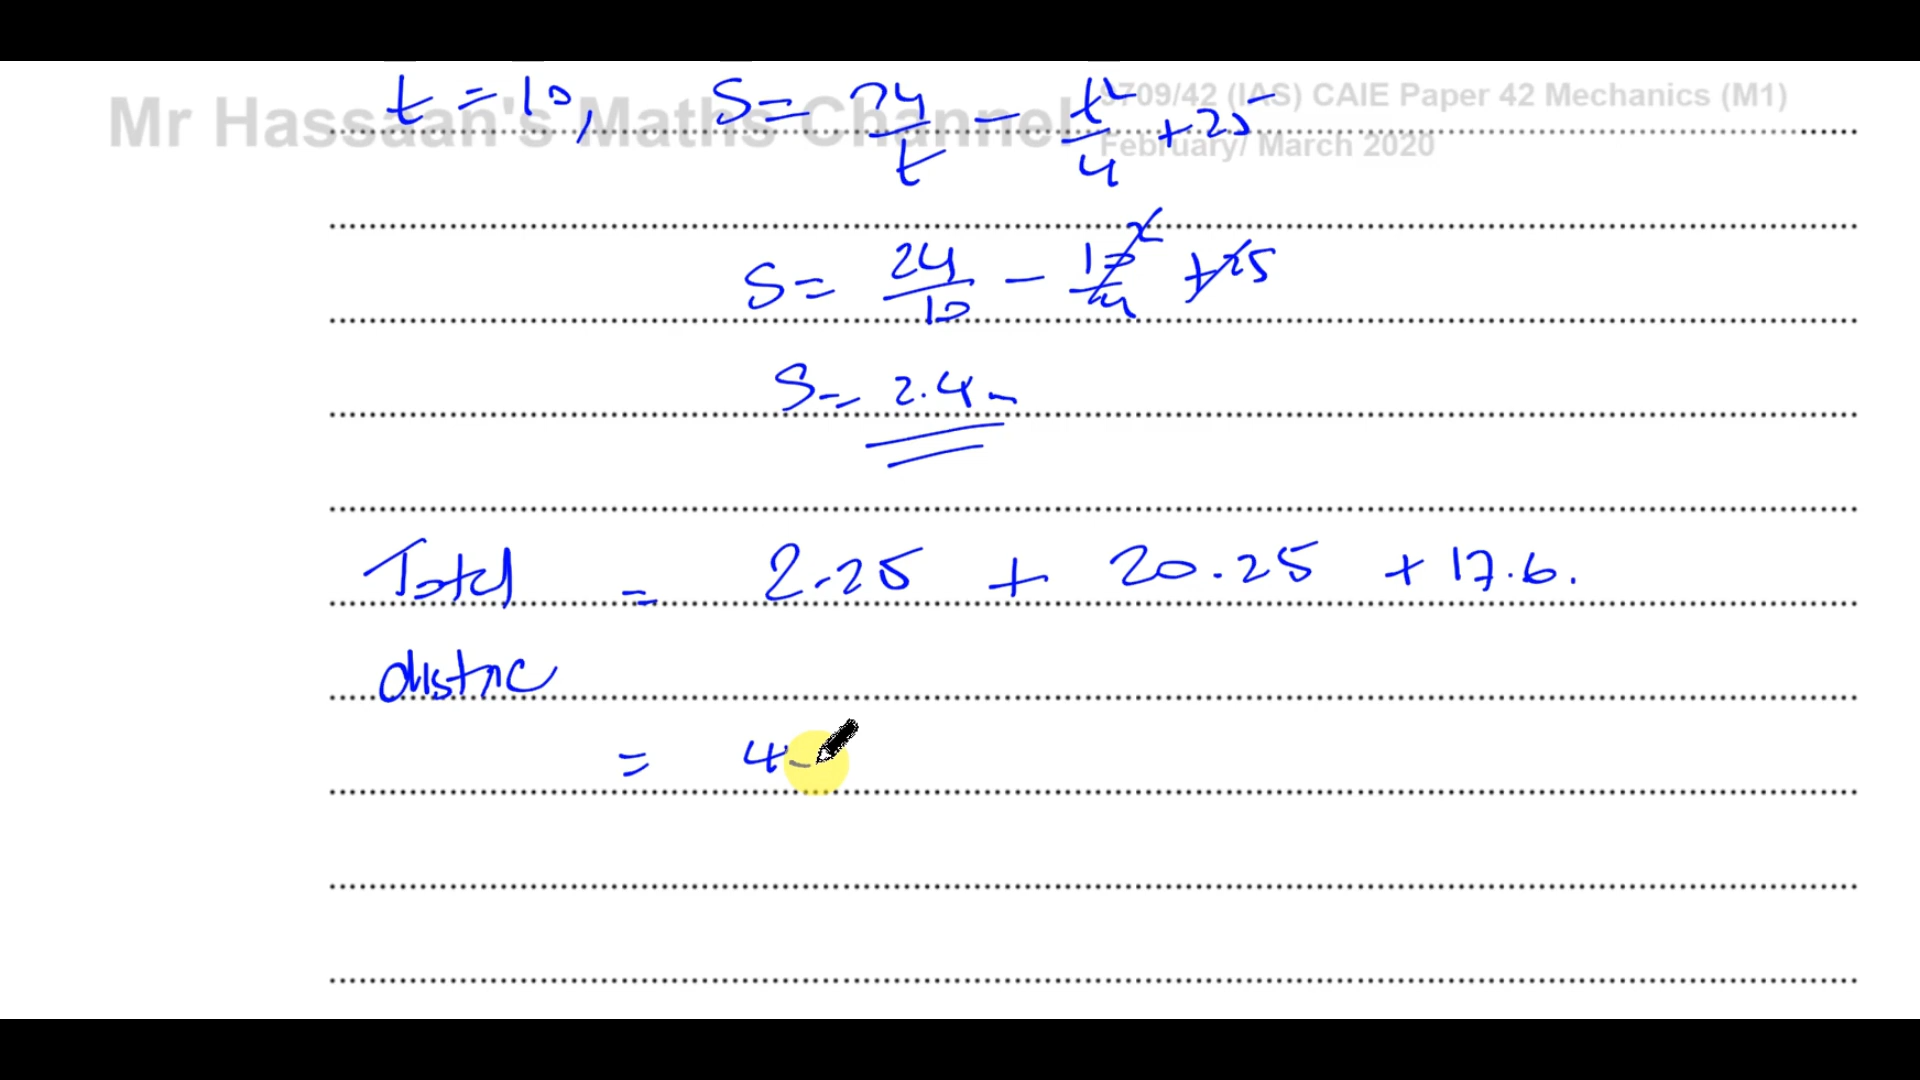 Mr Hassaan's Maths Channel
9709/42 (IAS) CAIE Paper 42 Mechanics (M1)
February/ March 2020
t = 10, S = 24/t - t²/4 + 25
S = 24/10 - 10²/4 + 25
S = 2.4m
Total = 2.25 + 20.25 + 17.6.
distnc
= 4